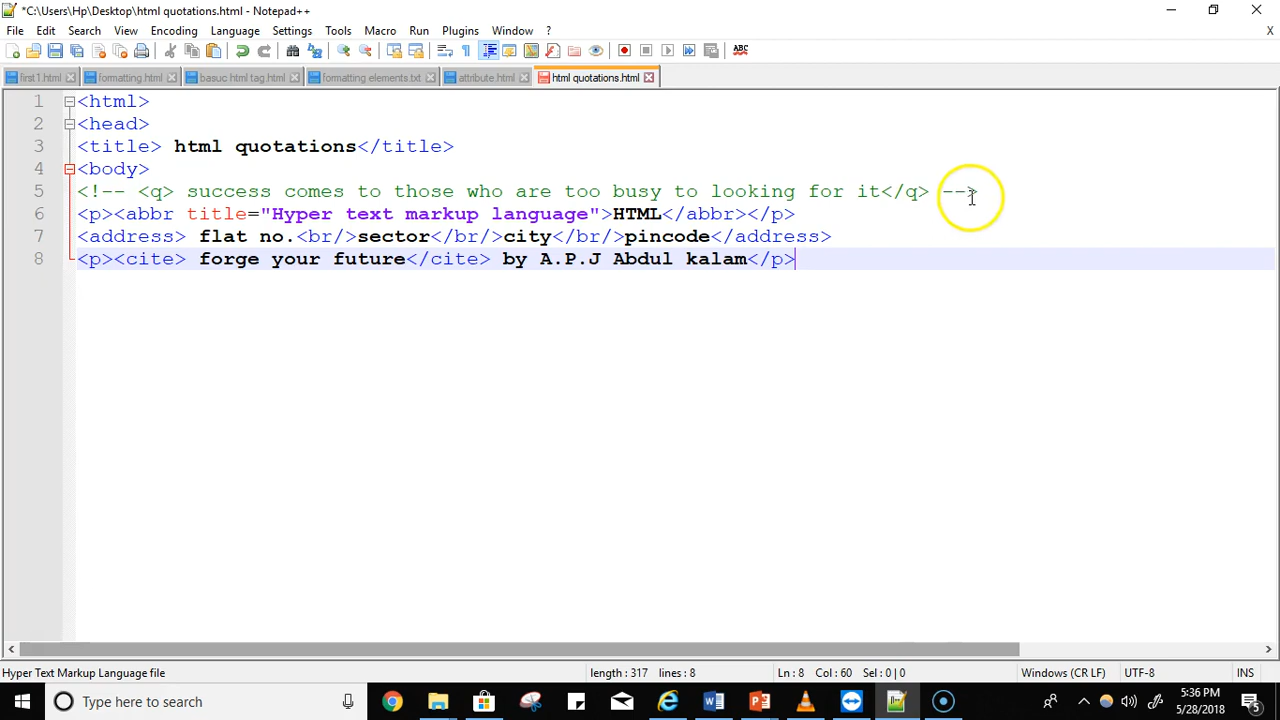 *C:\Users\Hp\Desktop\html quotations.html - Notepad++
File Edit Search View Encoding Language Settings Tools Macro Run Plugins Window ? X
ABC
first1.html formatting.html basuc html tag.html formatting elements.txt attribute.html html quotations.html
1 <html>
2 <head>
3 <title> html quotations</title>
4 <body>
5 <!-- <q> success comes to those who are too busy to looking for it</q> -->
6 <p><abbr title="Hyper text markup language">HTML</abbr></p>
7 <address> flat no.<br/>sector</br/>city</br/>pincode</address>
8 <p><cite> forge your future</cite> by A.P.J Abdul kalam</p>
Hyper Text Markup Language file length : 317 lines : 8 Ln : 8 Col : 60 Sel : 0 | 0 Windows (CR LF) UTF-8 INS
Type here to search 5:36 PM
5/28/2018 5